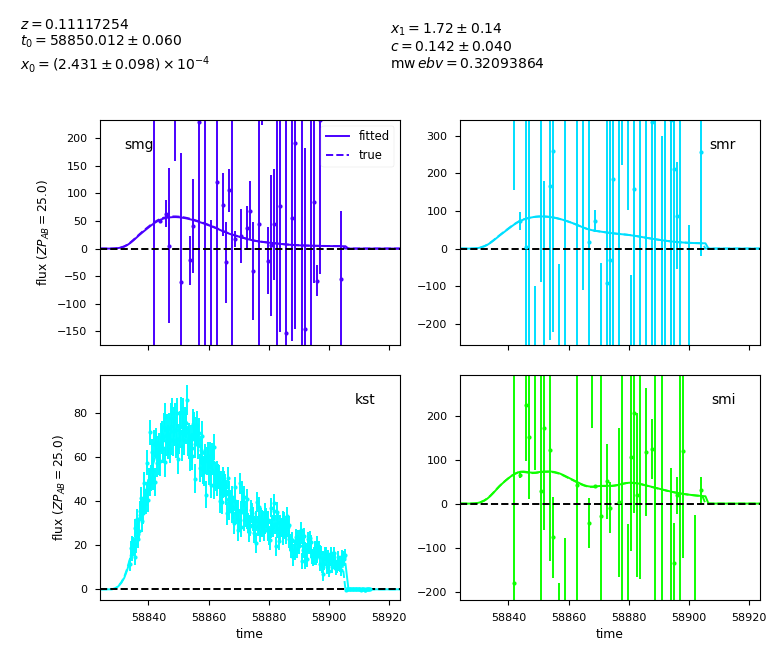 z = 0.11117254
t₀ = 58850.012 ± 0.060
x₀ = (2.431 ± 0.098) × 10⁻⁴
x₁ = 1.72 ± 0.14
c = 0.142 ± 0.040
mw ebv = 0.32093864
smg
fitted
true
flux (ZP_AB = 25.0)
200
150
100
50
0
−50
−100
−150
smr
300
200
100
0
−100
−200
kst
flux (ZP_AB = 25.0)
80
60
40
20
0
58840
58860
58880
58900
58920
time
smi
200
100
0
−100
−200
58840
58860
58880
58900
58920
time